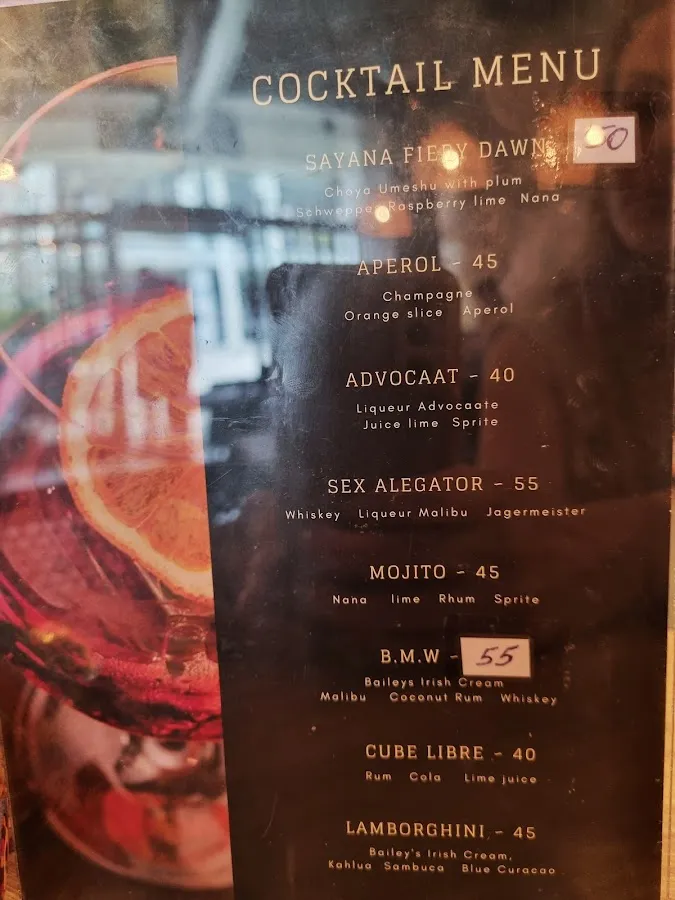 COCKTAIL MENU
SAYANA FIERY DAWN
Choya Umeshu with plum
Schweppe Raspberry lime Nana
APEROL - 45
Champagne
Orange slice Aperol
ADVOCAAT - 40
Liqueur Advocaate
Juice lime Sprite
SEX ALEGATOR - 55
Whiskey Liqueur Malibu Jagermeister
MOJITO - 45
Nana lime Rhum Sprite
B.M.W - 55
Baileys Irish Cream
Malibu Coconut Rum Whiskey
CUBE LIBRE - 40
Rum Cola Lime juice
LAMBORGHINI - 45
Bailey's Irish Cream,
Kahlua Sambuca Blue Curacao